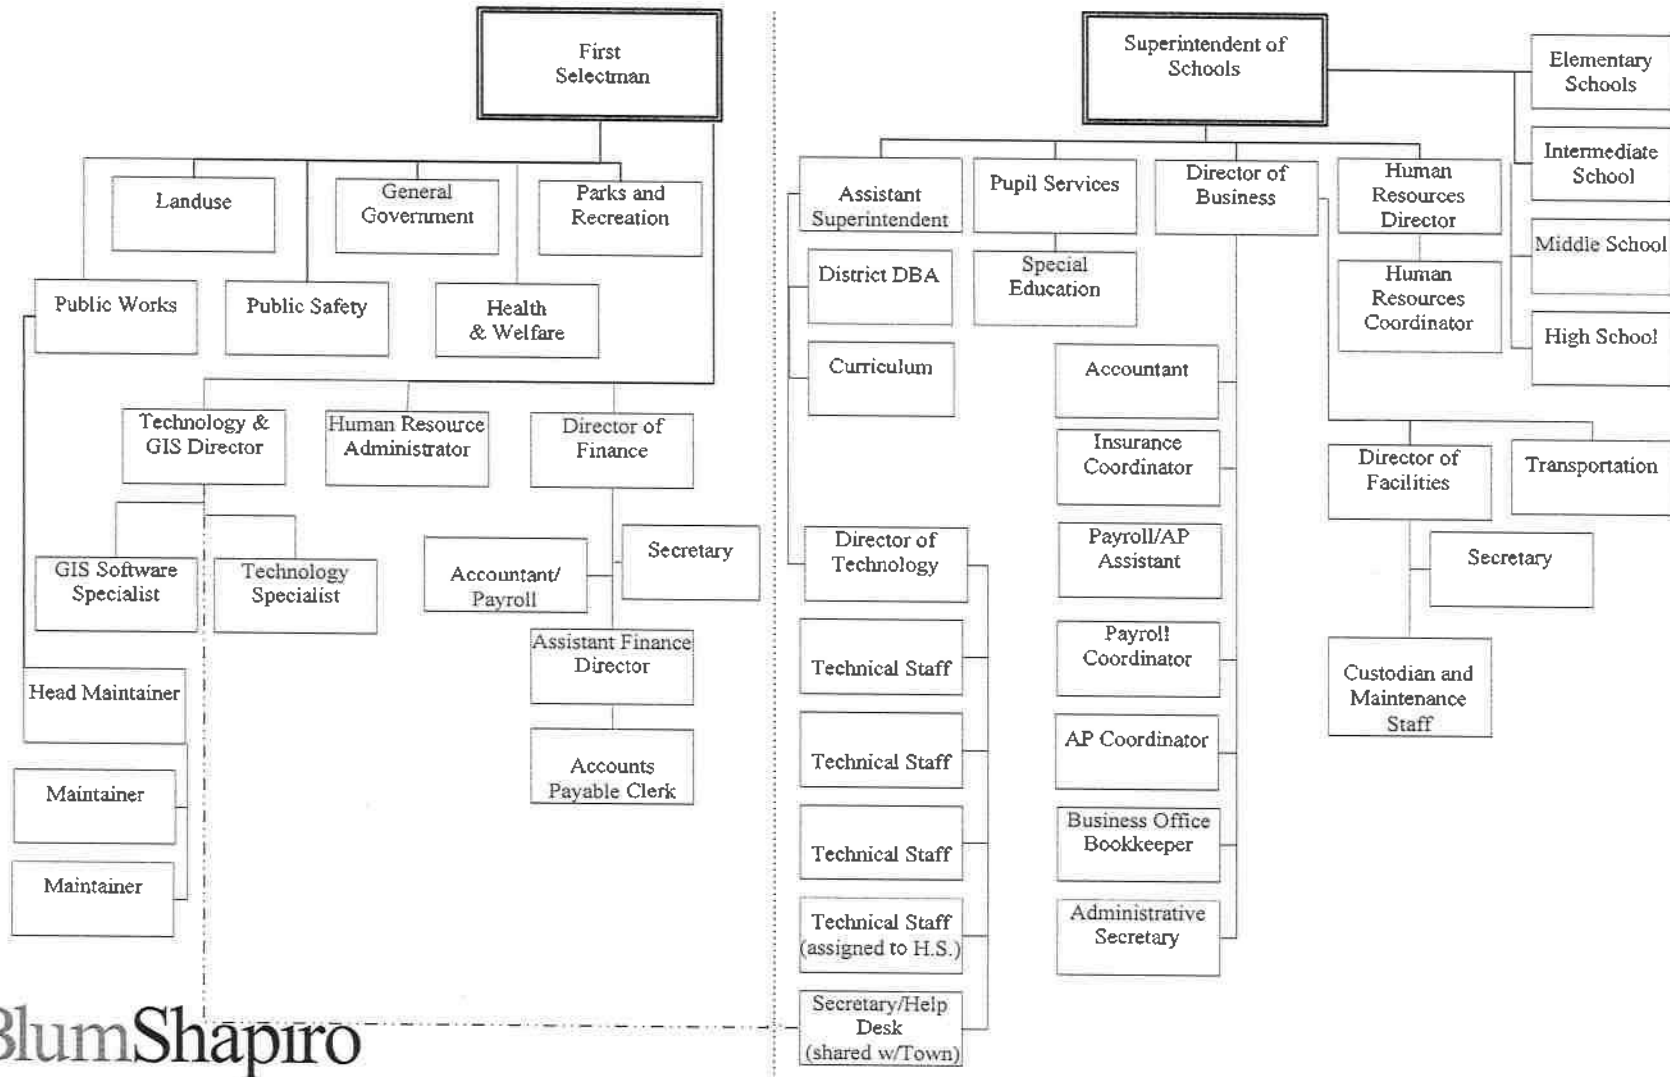 First
Selectman
Landuse
General
Government
Parks and
Recreation
Public Works
Public Safety
Health
& Welfare
Technology &
GIS Director
Human Resource
Administrator
Director of
Finance
GIS Software
Specialist
Technology
Specialist
Accountant/
Payroll
Secretary
Assistant Finance
Director
Accounts
Payable Clerk
Head Maintainer
Maintainer
Maintainer
Superintendent of
Schools
Elementary
Schools
Intermediate
School
Middle School
High School
Assistant
Superintendent
Pupil Services
Director of
Business
Human
Resources
Director
District DBA
Special
Education
Human
Resources
Coordinator
Curriculum
Accountant
Insurance
Coordinator
Payroll/AP
Assistant
Payroll
Coordinator
AP Coordinator
Business Office
Bookkeeper
Administrative
Secretary
Director of
Facilities
Transportation
Secretary
Custodian and
Maintenance
Staff
Director of
Technology
Technical Staff
Technical Staff
Technical Staff
Technical Staff
(assigned to H.S.)
Secretary/Help
Desk
(shared w/Town)
BlumShapiro